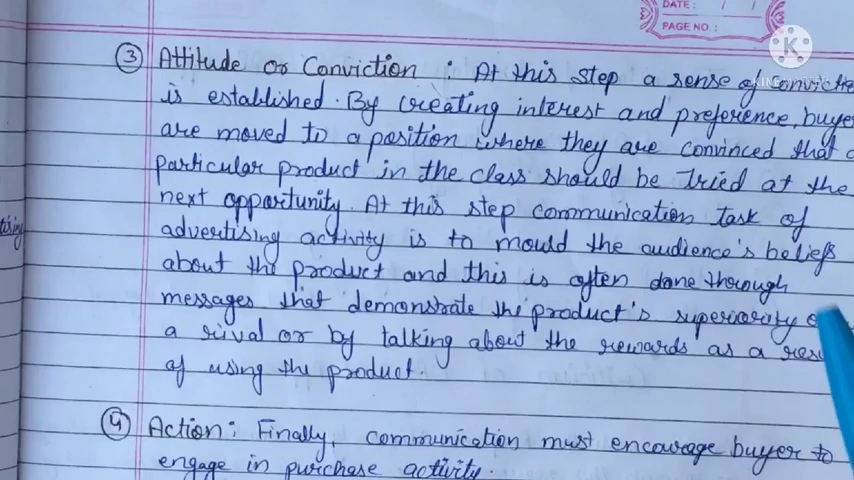 DATE: / /
PAGE NO.:
K
③ Attitude or Conviction : At this step a sense of
is established. By creating interest and preference, buyer
are moved to a position where they are convinced that
particular product in the class should be tried at the
next opportunity. At this step communication task of
advertising activity is to mould the audience's beliefs
about the product and this is often done through
messages that demonstrate the product's superiority
a rival or by talking about the rewards as a
of using the product.
④ Action: Finally, communication must encourage buyer to
engage in purchase activity.